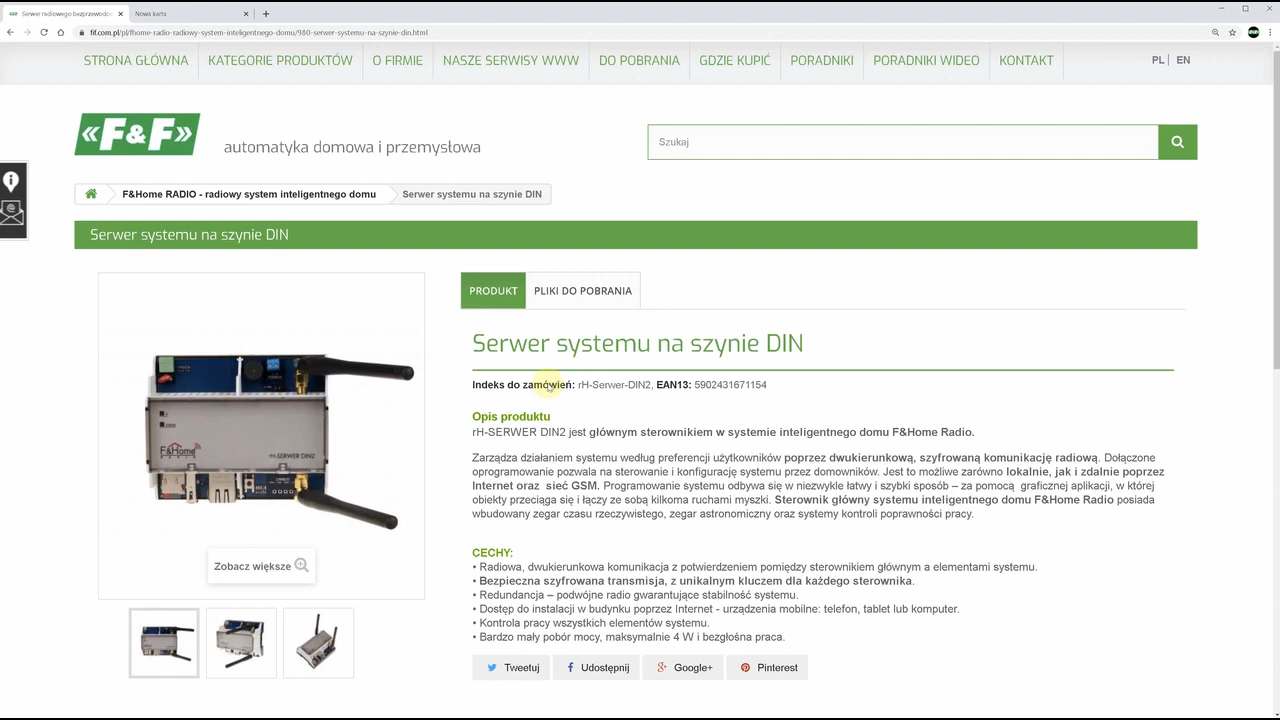 Serwer radiowego bezprzewodow
Nowa karta
fif.com.pl/pl/fhome-radio-radiowy-system-inteligentnego-domu/980-serwer-systemu-na-szynie-din.html
STRONA GŁÓWNA KATEGORIE PRODUKTÓW O FIRMIE NASZE SERWISY WWW DO POBRANIA GDZIE KUPIĆ PORADNIKI PORADNIKI WIDEO KONTAKT PL EN
«F&F» automatyka domowa i przemysłowa
Szukaj
F&Home RADIO - radiowy system inteligentnego domu Serwer systemu na szynie DIN
Serwer systemu na szynie DIN
PRODUKT PLIKI DO POBRANIA
Serwer systemu na szynie DIN
Indeks do zamówień: rH-Serwer-DIN2, EAN13: 5902431671154
Opis produktu
rH-SERWER DIN2 jest głównym sterownikiem w systemie inteligentnego domu F&Home Radio.
Zarządza działaniem systemu według preferencji użytkowników poprzez dwukierunkową, szyfrowaną komunikację radiową. Dołączone
oprogramowanie pozwala na sterowanie i konfigurację systemu przez domowników. Jest to możliwe zarówno lokalnie, jak i zdalnie poprzez
Internet oraz sieć GSM. Programowanie systemu odbywa się w niezwykle łatwy i szybki sposób – za pomocą graficznej aplikacji, w której
obiekty przeciąga się i łączy ze sobą kilkoma ruchami myszki. Sterownik główny systemu inteligentnego domu F&Home Radio posiada
wbudowany zegar czasu rzeczywistego, zegar astronomiczny oraz systemy kontroli poprawności pracy.
CECHY:
• Radiowa, dwukierunkowa komunikacja z potwierdzeniem pomiędzy sterownikiem głównym a elementami systemu.
• Bezpieczna szyfrowana transmisja, z unikalnym kluczem dla każdego sterownika.
• Redundancja – podwójne radio gwarantujące stabilność systemu.
• Dostęp do instalacji w budynku poprzez Internet - urządzenia mobilne: telefon, tablet lub komputer.
• Kontrola pracy wszystkich elementów systemu.
• Bardzo mały pobór mocy, maksymalnie 4 W i bezgłośna praca.
F&Home
rH-SERWER DIN2
Zobacz większe
Tweetuj Udostępnij Google+ Pinterest